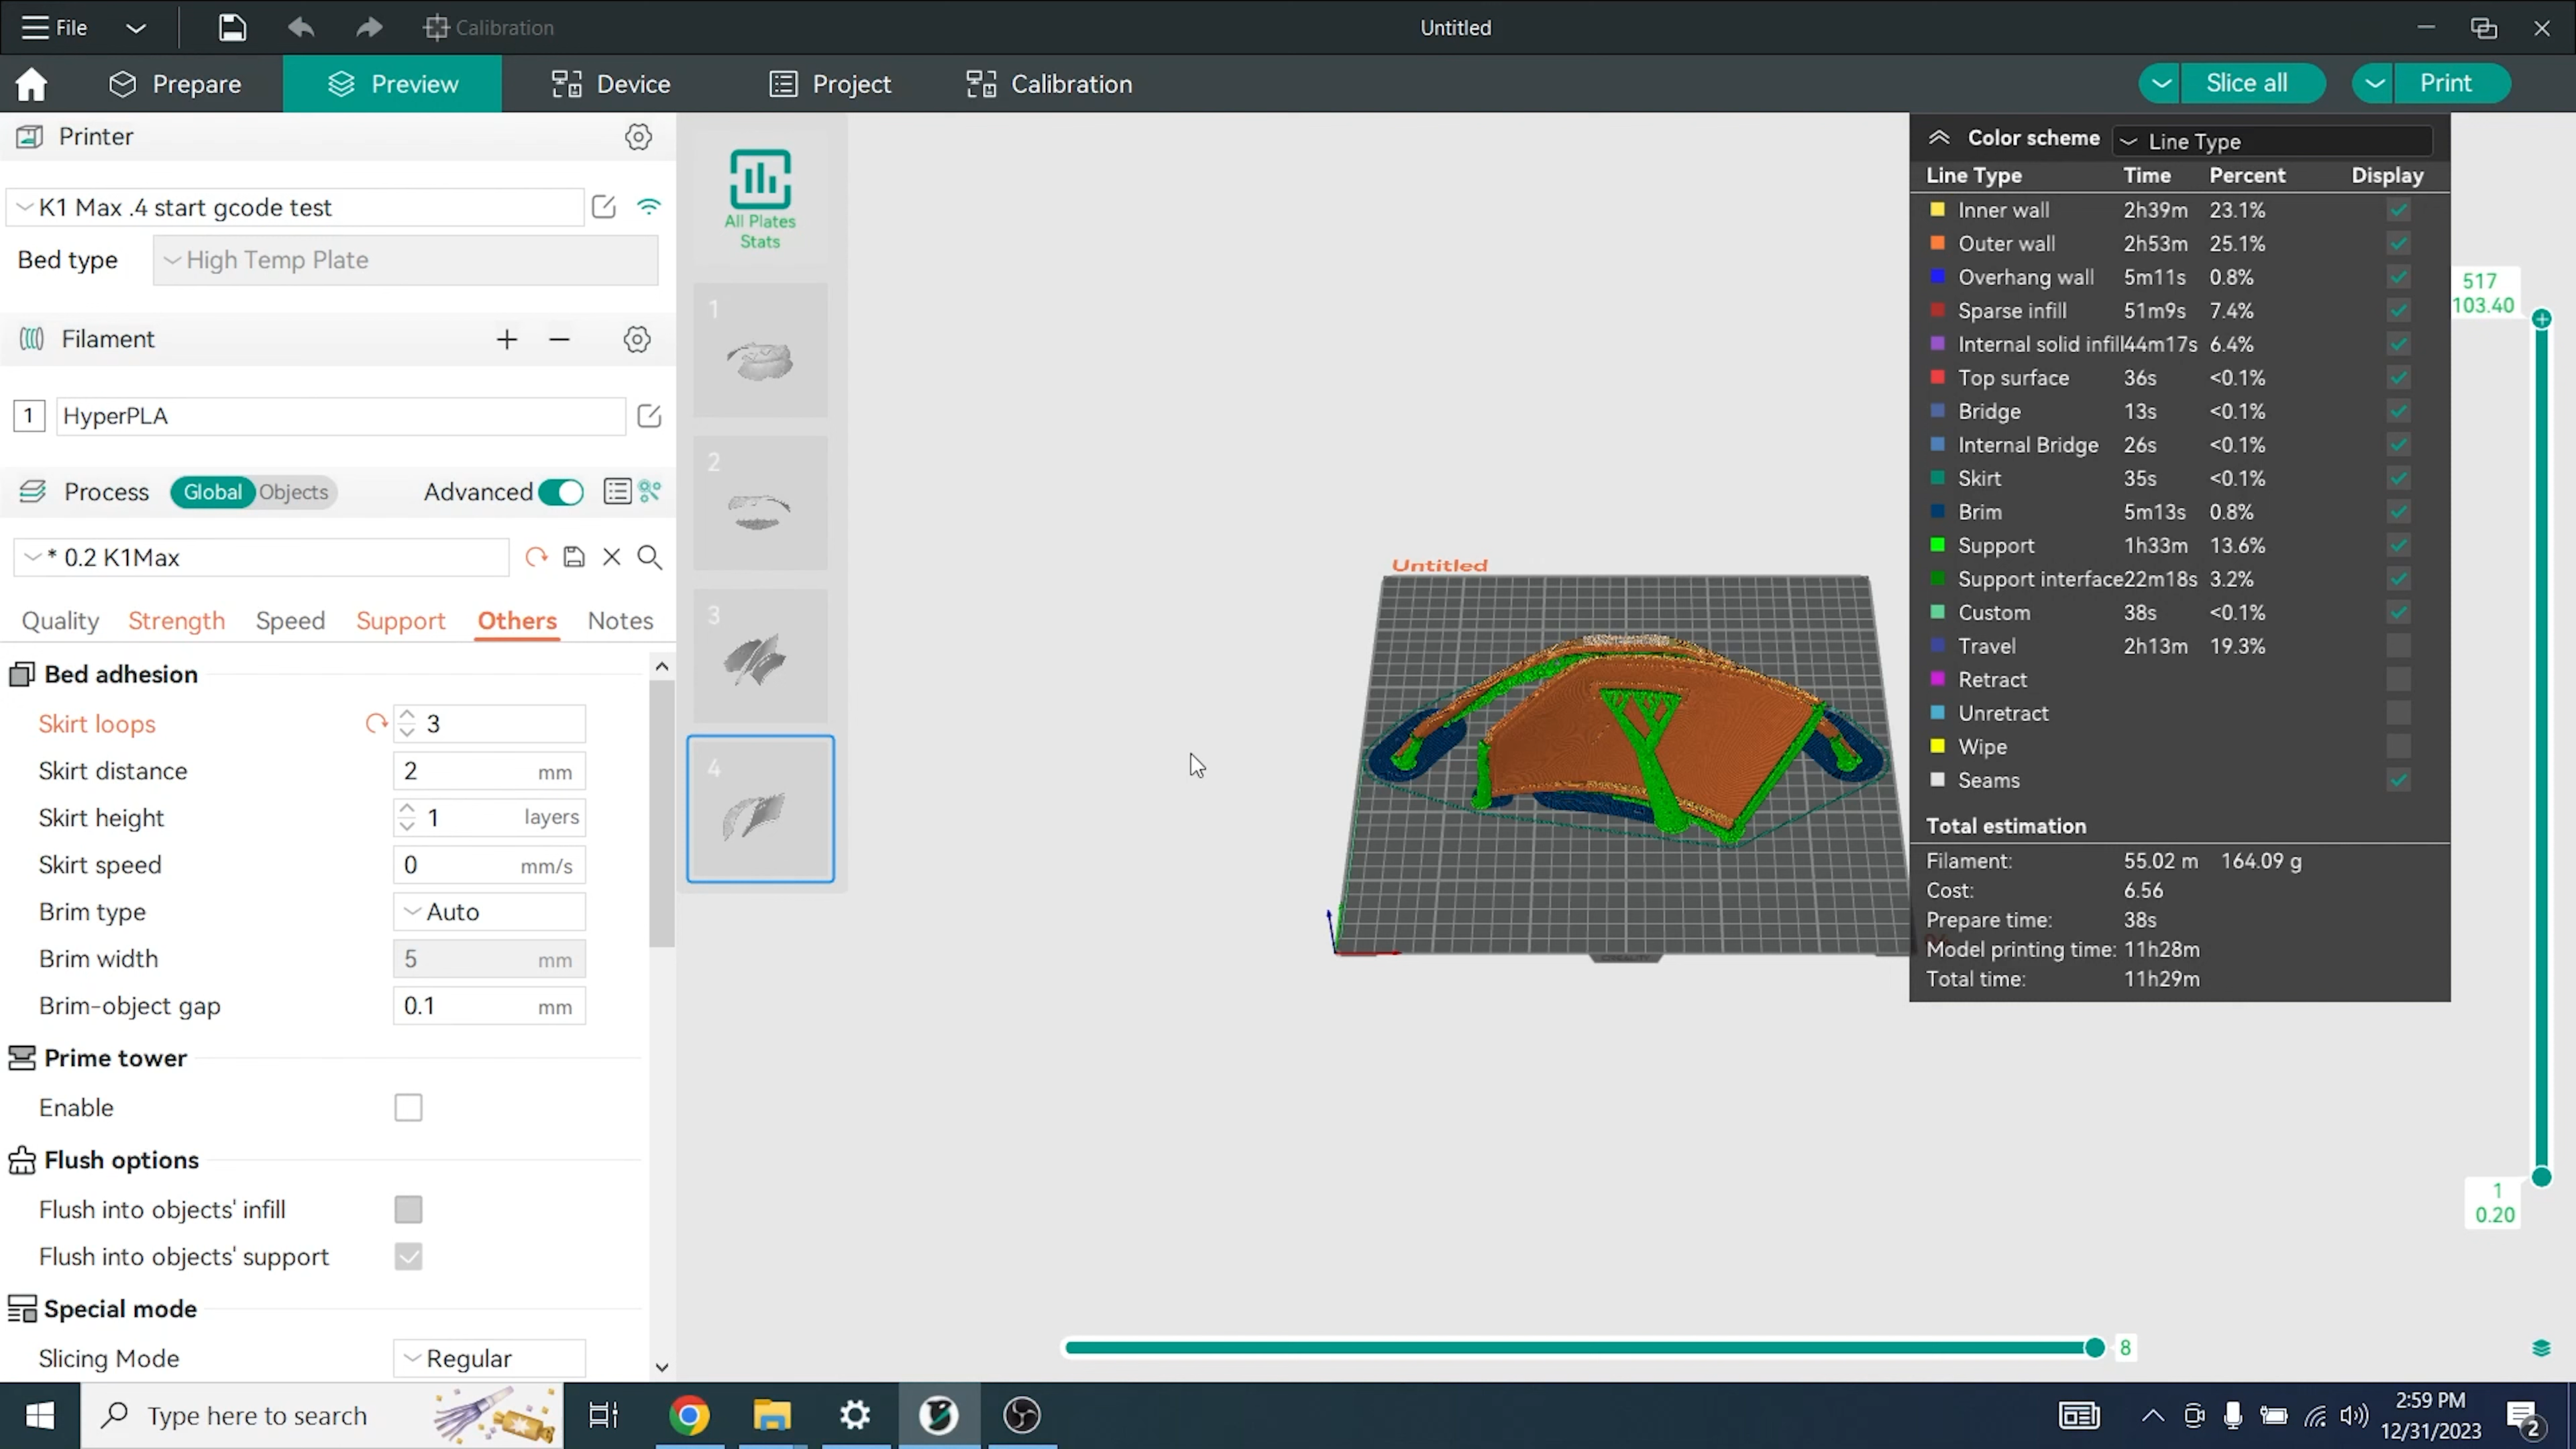 File
Calibration
Untitled
Prepare
Preview
Device
Project
Calibration
Slice all
Print
Printer
K1 Max .4 start gcode test
Bed type
High Temp Plate
Filament
1
HyperPLA
Process
Global
Objects
Advanced
* 0.2 K1Max
Quality
Strength
Speed
Support
Others
Notes
Bed adhesion
Skirt loops
3
Skirt distance
2 mm
Skirt height
1 layers
Skirt speed
0 mm/s
Brim type
Auto
Brim width
5 mm
Brim-object gap
0.1 mm
Prime tower
Enable
Flush options
Flush into objects' infill
Flush into objects' support
Special mode
Slicing Mode
Regular
All Plates
Stats
1
2
3
4
Untitled
CREALITY
Color scheme
Line Type
Line Type Time Percent Display
Inner wall 2h39m 23.1%
Outer wall 2h53m 25.1%
Overhang wall 5m11s 0.8%
Sparse infill 51m9s 7.4%
Internal solid infill 44m17s 6.4%
Top surface 36s <0.1%
Bridge 13s <0.1%
Internal Bridge 26s <0.1%
Skirt 35s <0.1%
Brim 5m13s 0.8%
Support 1h33m 13.6%
Support interface 22m18s 3.2%
Custom 38s <0.1%
Travel 2h13m 19.3%
Retract
Unretract
Wipe
Seams
Total estimation
Filament: 55.02 m 164.09 g
Cost: 6.56
Prepare time: 38s
Model printing time: 11h28m
Total time: 11h29m
517
103.40
1
0.20
8
Type here to search
2:59 PM
12/31/2023
2